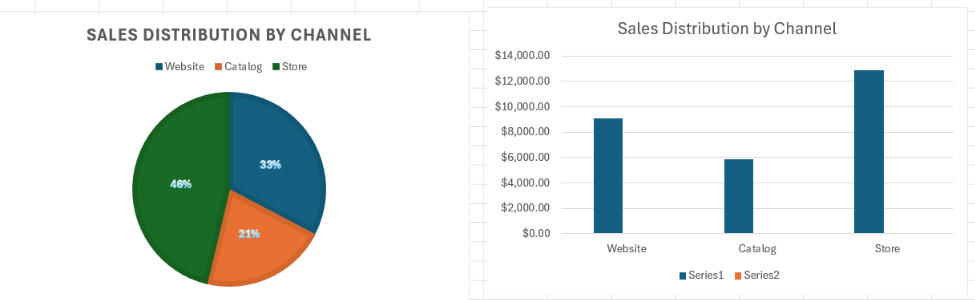 SALES DISTRIBUTION BY CHANNEL
Website Catalog Store
33%
46%
21%
Sales Distribution by Channel
$14,000.00
$12,000.00
$10,000.00
$8,000.00
$6,000.00
$4,000.00
$2,000.00
$0.00
Website Catalog Store
Series1 Series2